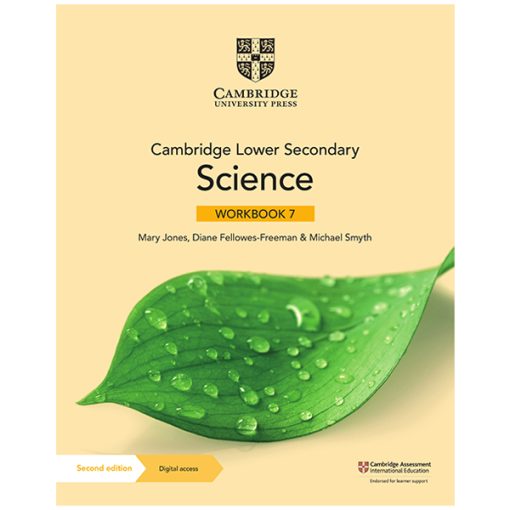 CAMBRIDGE
UNIVERSITY PRESS
Cambridge Lower Secondary
Science
WORKBOOK 7
Mary Jones, Diane Fellowes-Freeman & Michael Smyth
Second edition
Digital access
Cambridge Assessment
International Education
Endorsed for learner support